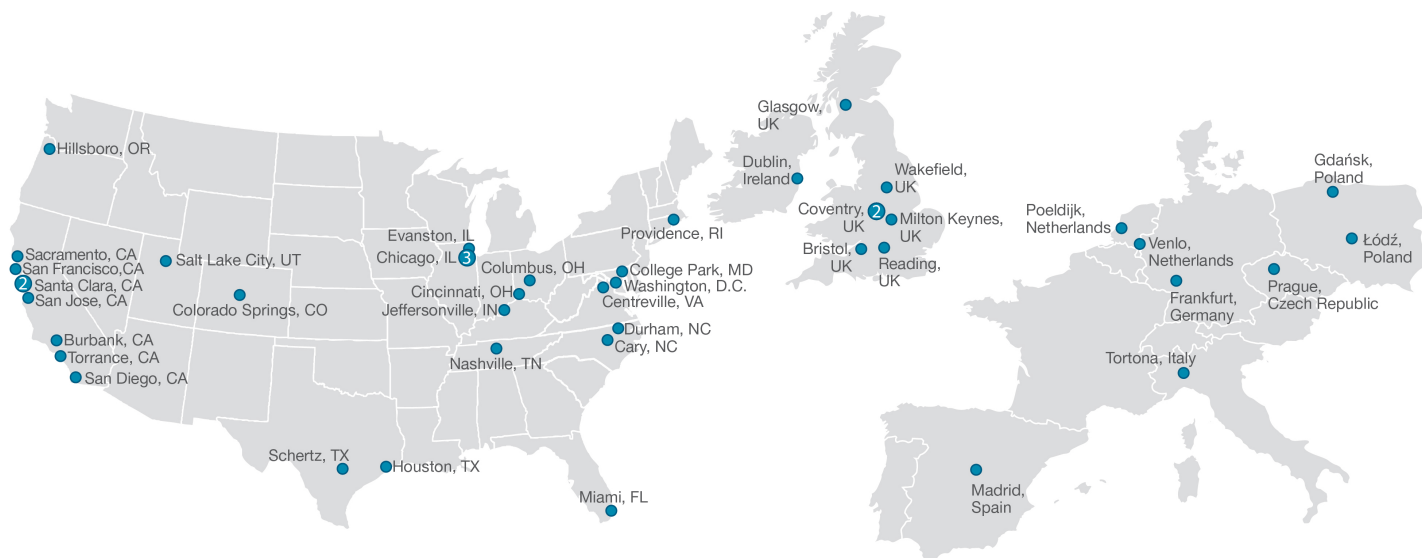 Hillsboro, OR
Sacramento, CA
San Francisco,CA
2
Santa Clara, CA
San Jose, CA
Burbank, CA
Torrance, CA
San Diego, CA
Salt Lake City, UT
Colorado Springs, CO
Schertz, TX
Houston, TX
Evanston, IL
Chicago, IL
3
Columbus, OH
Cincinnati, OH
Jeffersonville, IN
Nashville, TN
Providence, RI
College Park, MD
Washington, D.C.
Centreville, VA
Durham, NC
Cary, NC
Miami, FL
Glasgow,
UK
Dublin,
Ireland
Wakefield,
UK
Coventry,
UK
2
Milton Keynes,
UK
Bristol,
UK
Reading,
UK
Gdańsk,
Poland
Poeldijk,
Netherlands
Venlo,
Netherlands
Łódź,
Poland
Frankfurt,
Germany
Prague,
Czech Republic
Tortona, Italy
Madrid,
Spain